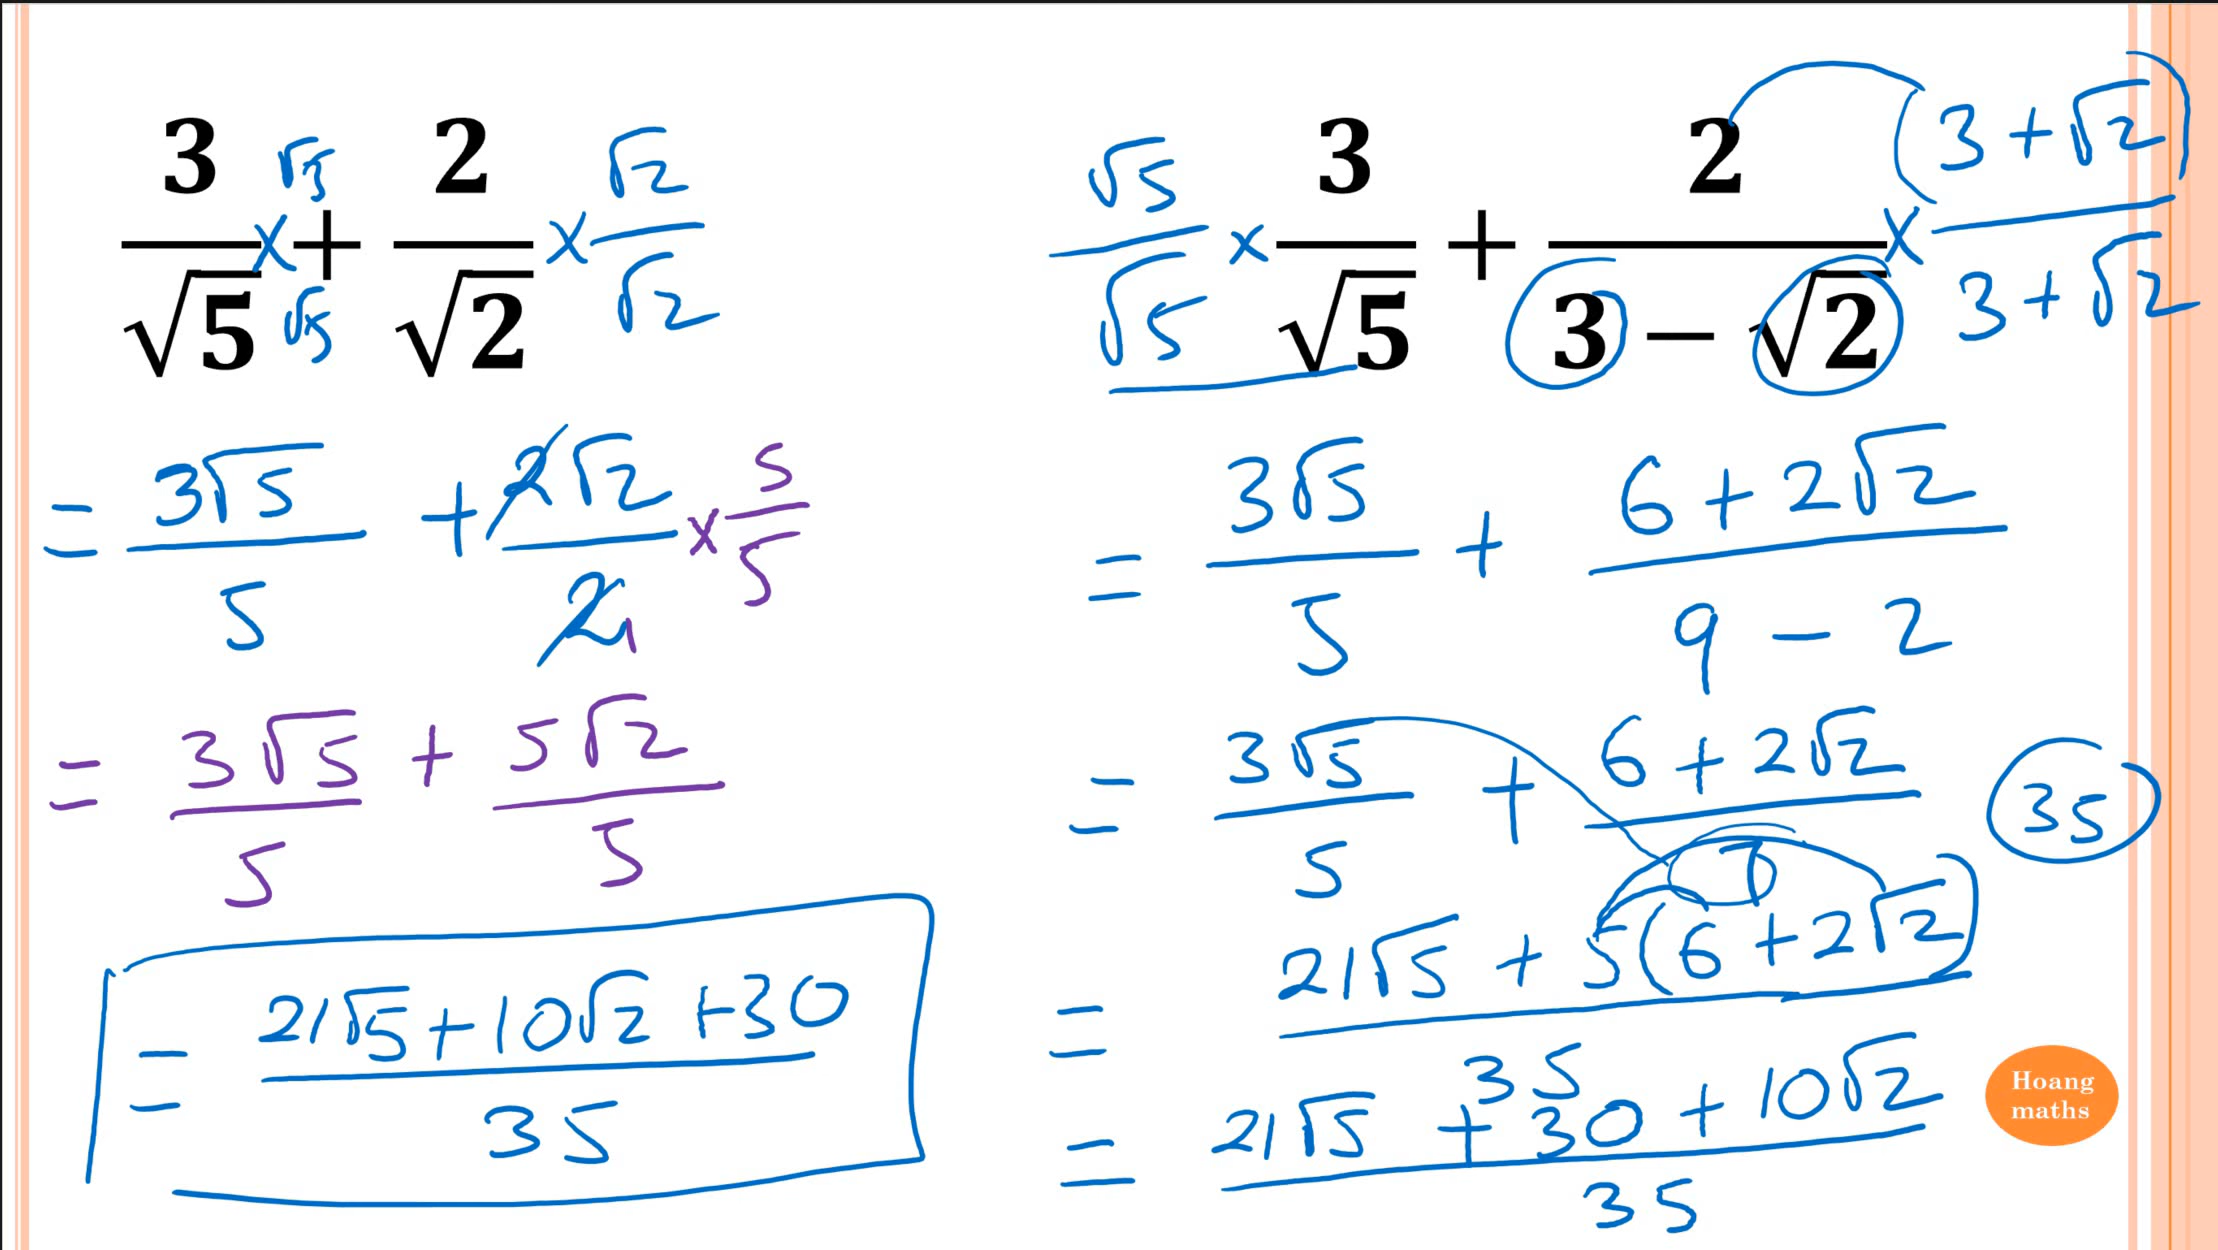 3/√5 × √5/√5 + 2/√2 × √2/√2
= 3√5/5 + 2√2/2 1 × 5/5
= 3√5/5 + 5√2/5
= (21√5 + 10√2 + 30)/35
√5/√5 × 3/√5 + 2/(3 − √2) × (3 + √2)/(3 + √2)
= 3√5/5 + (6 + 2√2)/(9 − 2)
= 3√5/5 + (6 + 2√2)/7 35
= (21√5 + 5(6 + 2√2))/35
= (21√5 + 30 + 10√2)/35
Hoang
maths